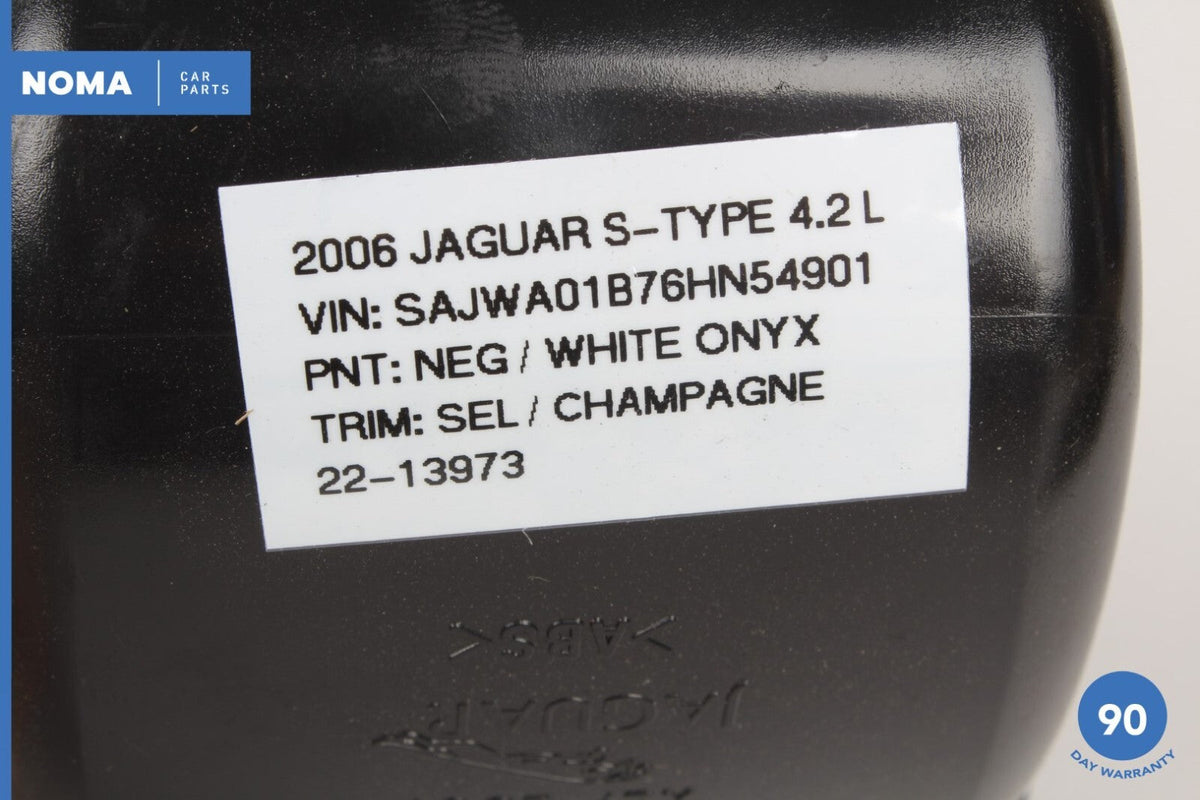 NOMA
CAR
PARTS
2006 JAGUAR S-TYPE 4.2 L
VIN: SAJWA01B76HN54901
PNT: NEG / WHITE ONYX
TRIM: SEL / CHAMPAGNE
22-13973
>ABS<
JAGUAR
90
DAY WARRANTY